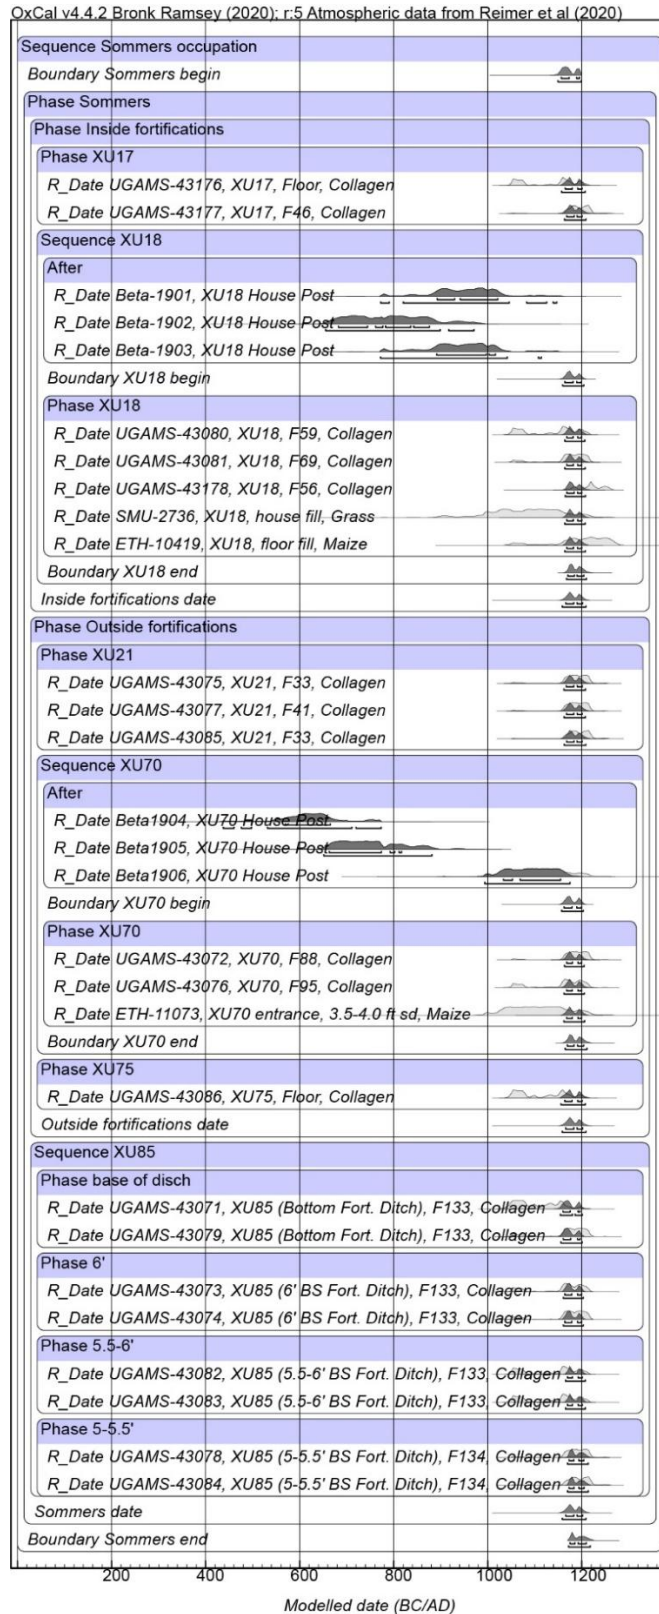 OxCal v4.4.2 Bronk Ramsey (2020); r:5 Atmospheric data from Reimer et al (2020)
Sequence Sommers occupation
Boundary Sommers begin
Phase Sommers
Phase Inside fortifications
Phase XU17
R_Date UGAMS-43176, XU17, Floor, Collagen
R_Date UGAMS-43177, XU17, F46, Collagen
Sequence XU18
After
R_Date Beta-1901, XU18 House Post
R_Date Beta-1902, XU18 House Post
R_Date Beta-1903, XU18 House Post
Boundary XU18 begin
Phase XU18
R_Date UGAMS-43080, XU18, F59, Collagen
R_Date UGAMS-43081, XU18, F69, Collagen
R_Date UGAMS-43178, XU18, F56, Collagen
R_Date SMU-2736, XU18, house fill, Grass
R_Date ETH-10419, XU18, floor fill, Maize
Boundary XU18 end
Inside fortifications date
Phase Outside fortifications
Phase XU21
R_Date UGAMS-43075, XU21, F33, Collagen
R_Date UGAMS-43077, XU21, F41, Collagen
R_Date UGAMS-43085, XU21, F33, Collagen
Sequence XU70
After
R_Date Beta1904, XU70 House Post
R_Date Beta1905, XU70 House Post
R_Date Beta1906, XU70 House Post
Boundary XU70 begin
Phase XU70
R_Date UGAMS-43072, XU70, F88, Collagen
R_Date UGAMS-43076, XU70, F95, Collagen
R_Date ETH-11073, XU70 entrance, 3.5-4.0 ft sd, Maize
Boundary XU70 end
Phase XU75
R_Date UGAMS-43086, XU75, Floor, Collagen
Outside fortifications date
Sequence XU85
Phase base of disch
R_Date UGAMS-43071, XU85 (Bottom Fort. Ditch), F133, Collagen
R_Date UGAMS-43079, XU85 (Bottom Fort. Ditch), F133, Collagen
Phase 6'
R_Date UGAMS-43073, XU85 (6' BS Fort. Ditch), F133, Collagen
R_Date UGAMS-43074, XU85 (6' BS Fort. Ditch), F133, Collagen
Phase 5.5-6'
R_Date UGAMS-43082, XU85 (5.5-6' BS Fort. Ditch), F133, Collagen
R_Date UGAMS-43083, XU85 (5.5-6' BS Fort. Ditch), F133, Collagen
Phase 5-5.5'
R_Date UGAMS-43078, XU85 (5-5.5' BS Fort. Ditch), F134, Collagen
R_Date UGAMS-43084, XU85 (5-5.5' BS Fort. Ditch), F134, Collagen
Sommers date
Boundary Sommers end
200 400 600 800 1000 1200
Modelled date (BC/AD)